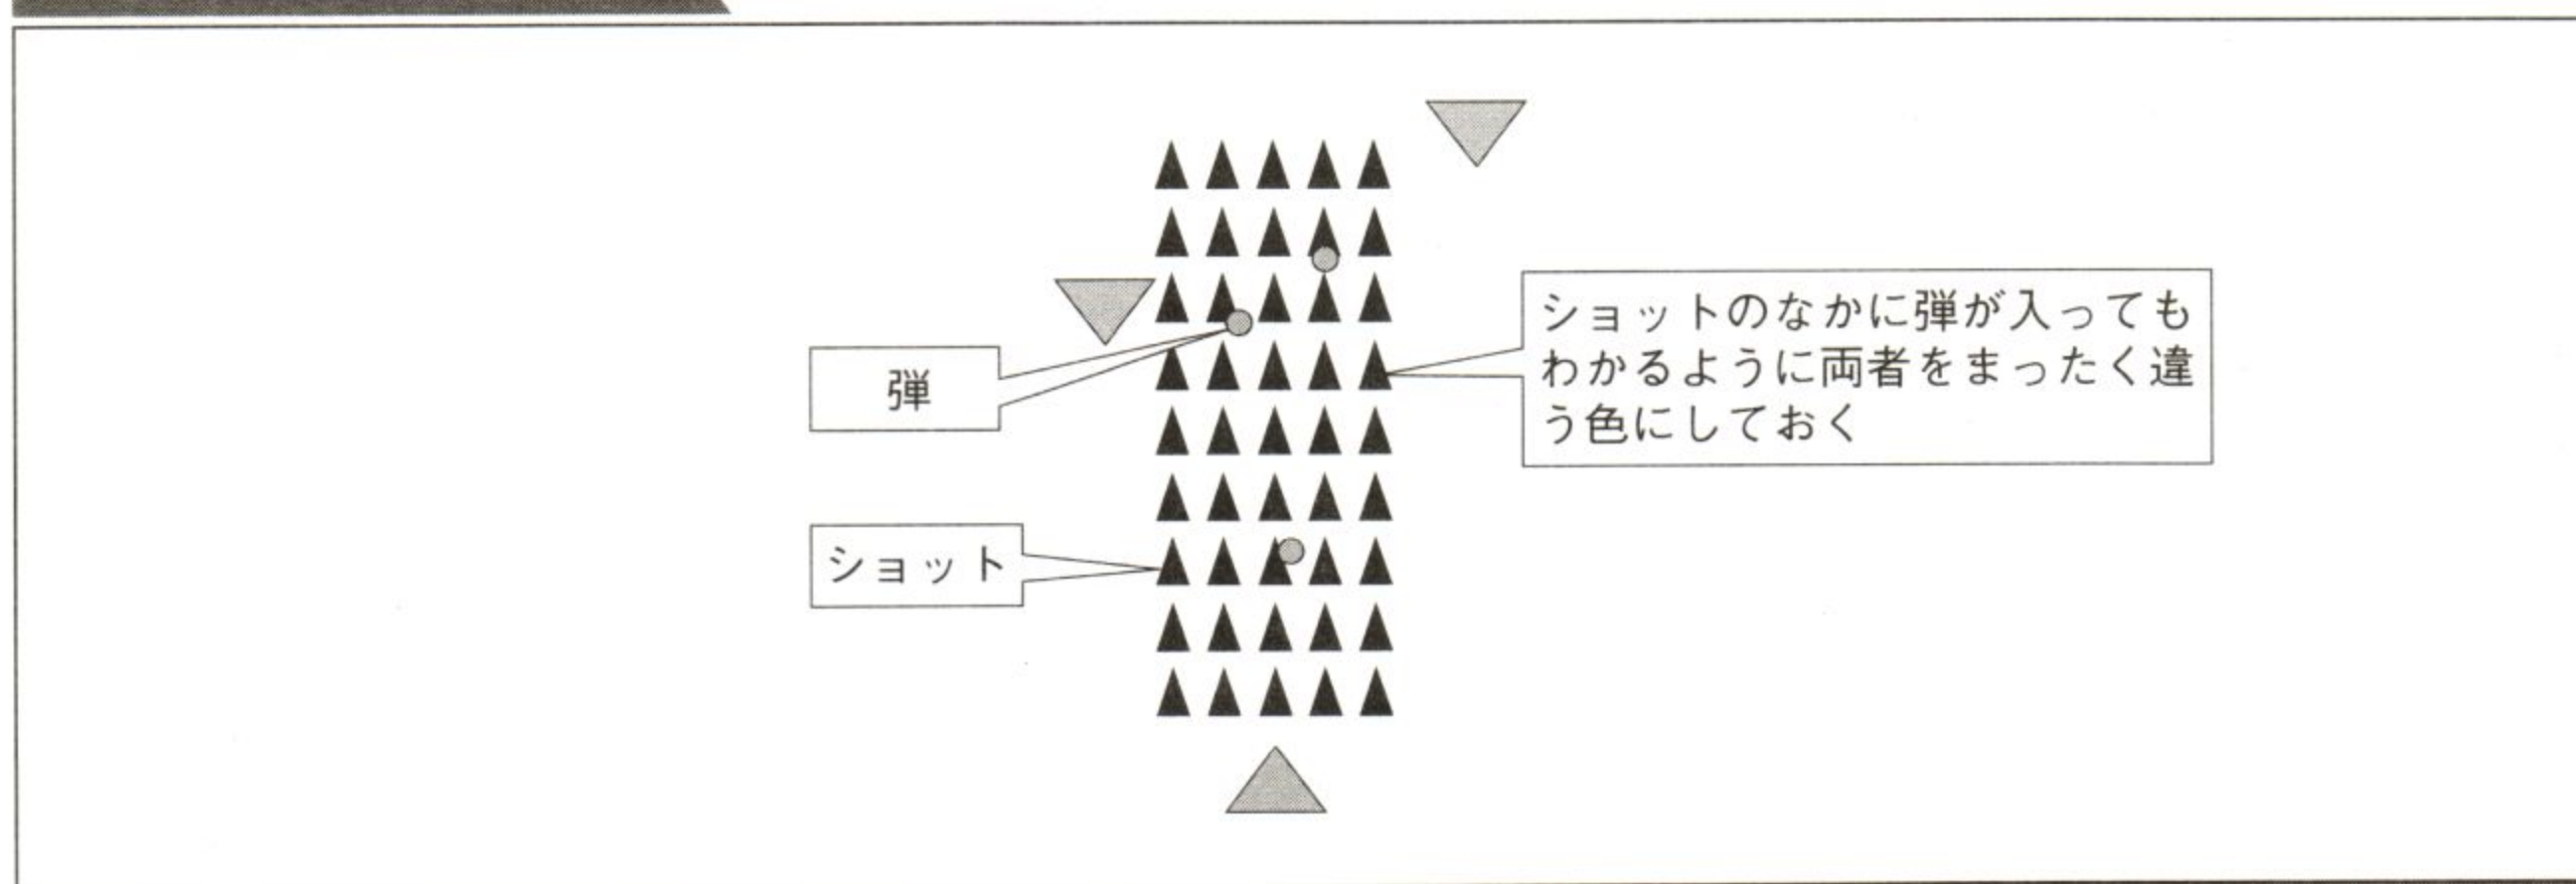 弾
ショット
ショットのなかに弾が入っても
わかるように両者をまったく違
う色にしておく